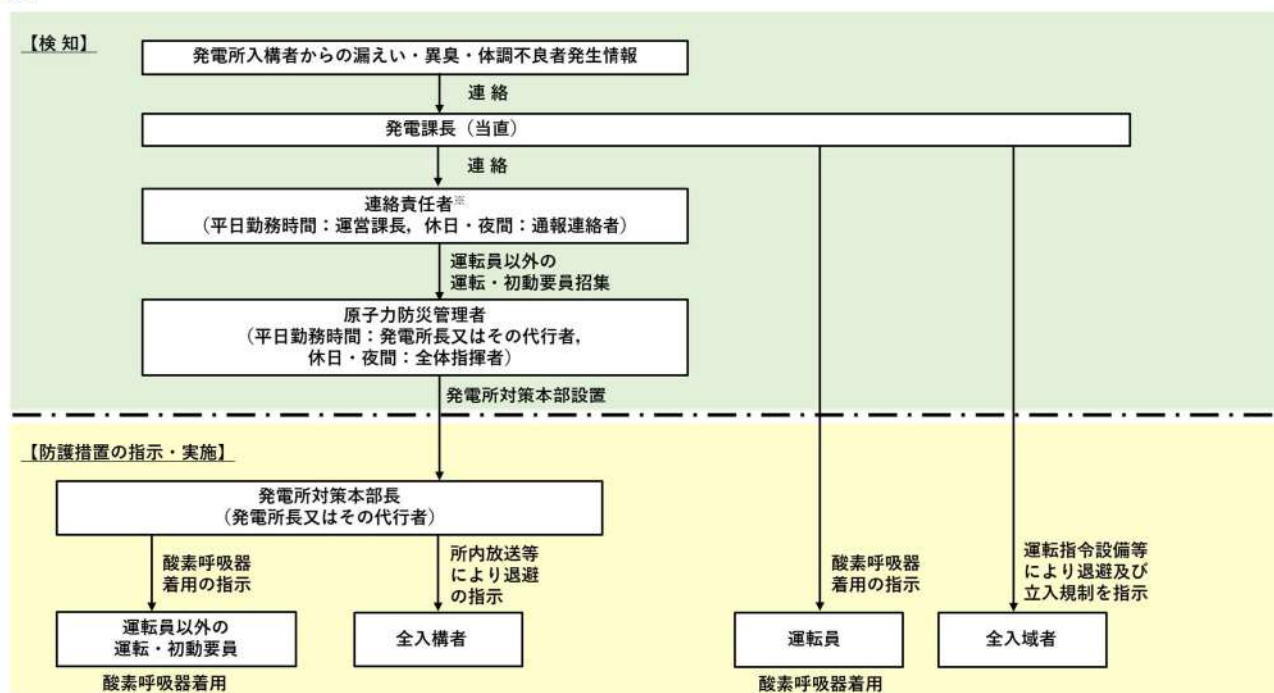 【検 知】
発電所入構者からの漏えい・異臭・体調不良者発生情報
連 絡
発電課長（当直）
連 絡
連絡責任者※
（平日勤務時間：運営課長，休日・夜間：通報連絡者）
運転員以外の
運転・初動要員招集
原子力防災管理者
（平日勤務時間：発電所長又はその代行者，
休日・夜間：全体指揮者）
発電所対策本部設置
【防護措置の指示・実施】
発電所対策本部長
（発電所長又はその代行者）
酸素呼吸器
着用の指示
所内放送等
により退避
の指示
酸素呼吸器
着用の指示
運転指令設備等
により退避及び
立入規制を指示
運転員以外の
運転・初動要員
全入構者
運転員
全入域者
酸素呼吸器着用
酸素呼吸器着用